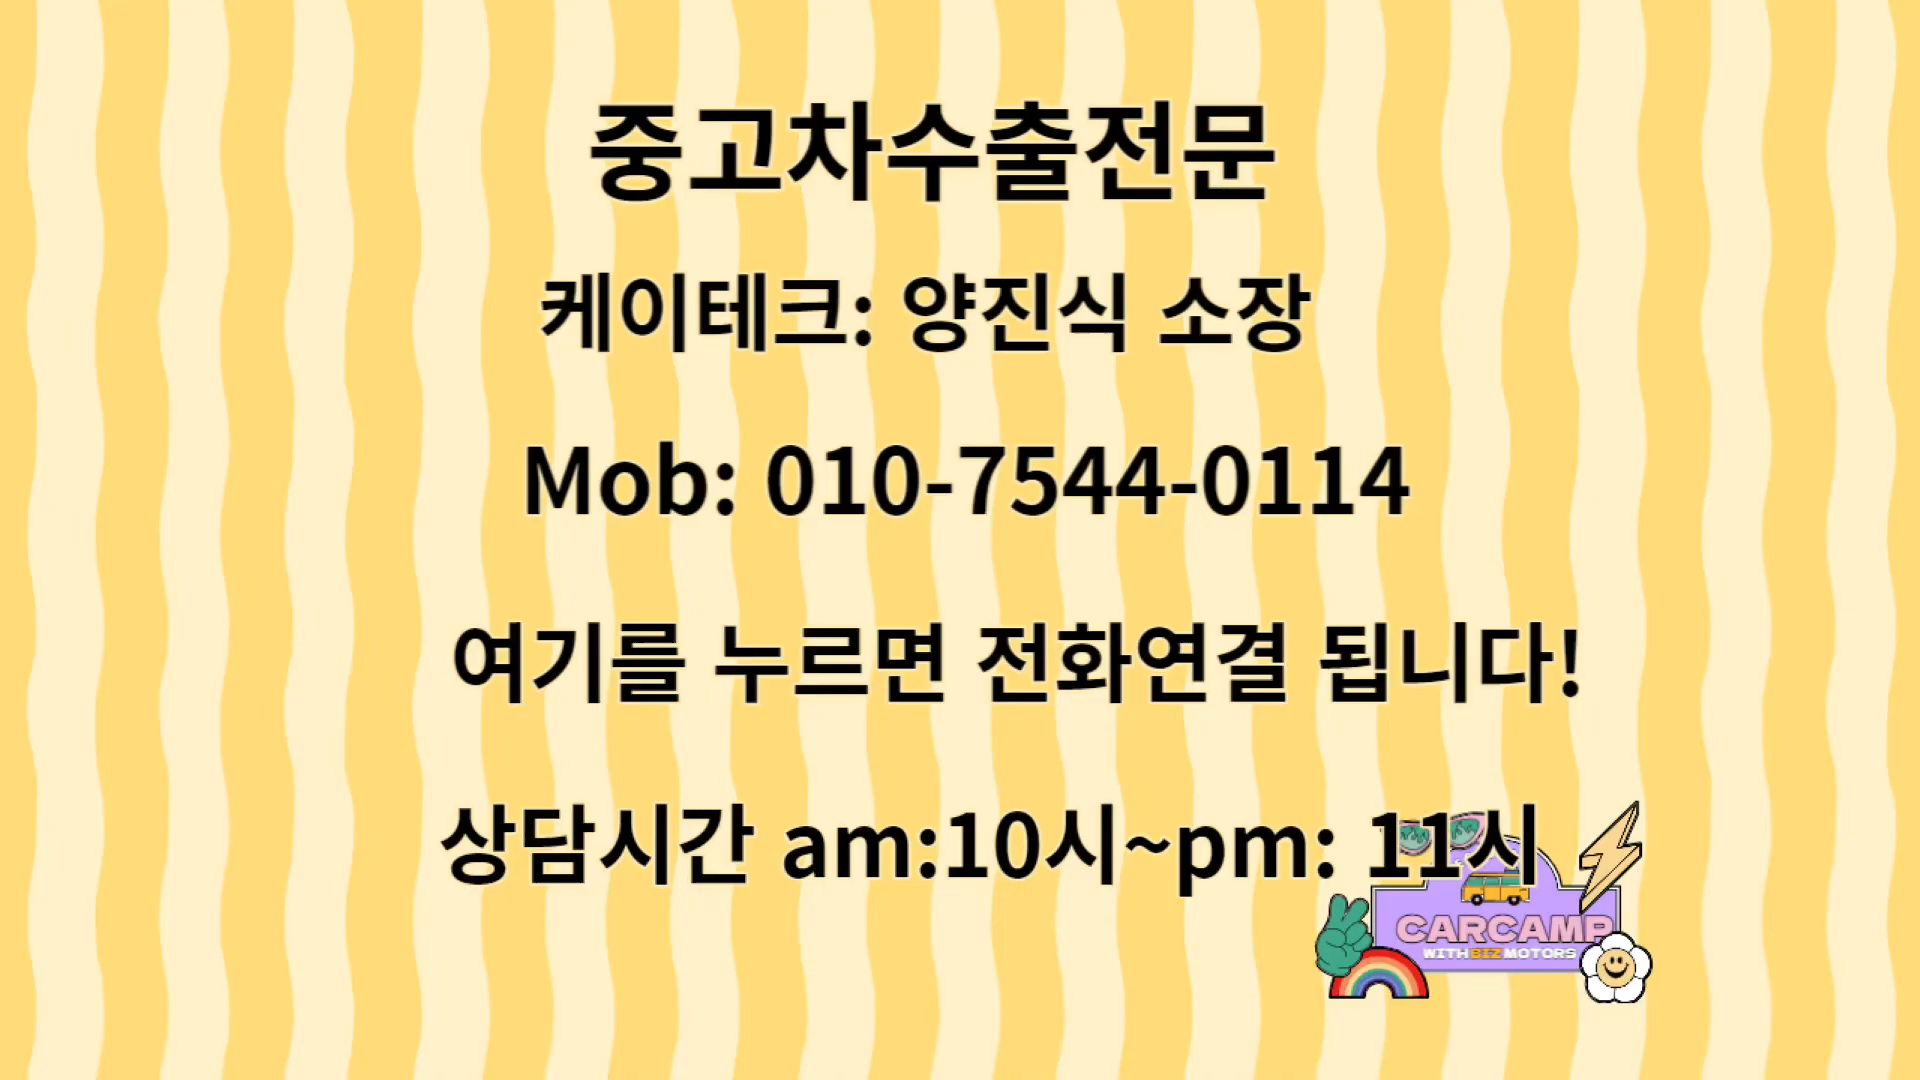 중고차수출전문
케이테크: 양진식 소장
Mob: 010-7544-0114
여기를 누르면 전화연결 됩니다!
상담시간 am:10시~pm: 11시
CARCAMP
WITH BIZ MOTORS